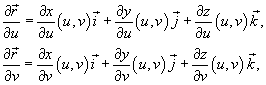 ∂r⃗/∂u = ∂x/∂u (u,v) i⃗ + ∂y/∂u (u,v) j⃗ + ∂z/∂u (u,v) k⃗,
∂r⃗/∂v = ∂x/∂v (u,v) i⃗ + ∂y/∂v (u,v) j⃗ + ∂z/∂v (u,v) k⃗,